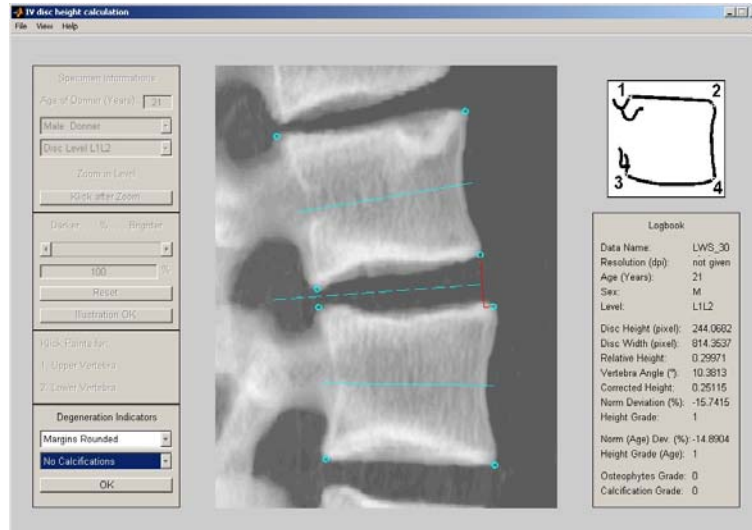 IV disc height calculation
File View Help
Specimen Informations
Age of Donner (Years): 21
Male Donner
Disc Level L1L2
Zoom in Level
Klick after Zoom
Darker % Brighter
100 %
Reset
Illustration OK
Klick Points for:
1. Upper Vertebra
2. Lower Vertebra
Degeneration Indicators
Margins Rounded
No Calcifications
OK
1 2
3 4
Logbook
Data Name: LWS_30
Resolution (dpi): not given
Age (Years): 21
Sex: M
Level: L1L2
Disc Height (pixel): 244.0682
Disc Width (pixel): 814.3537
Relative Height: 0.29971
Vertebra Angle (°): 10.3813
Corrected Height: 0.25115
Norm Deviation (%): -15.7415
Height Grade: 1
Norm (Age) Dev. (%): -14.8904
Height Grade (Age): 1
Osteophytes Grade: 0
Calcification Grade: 0